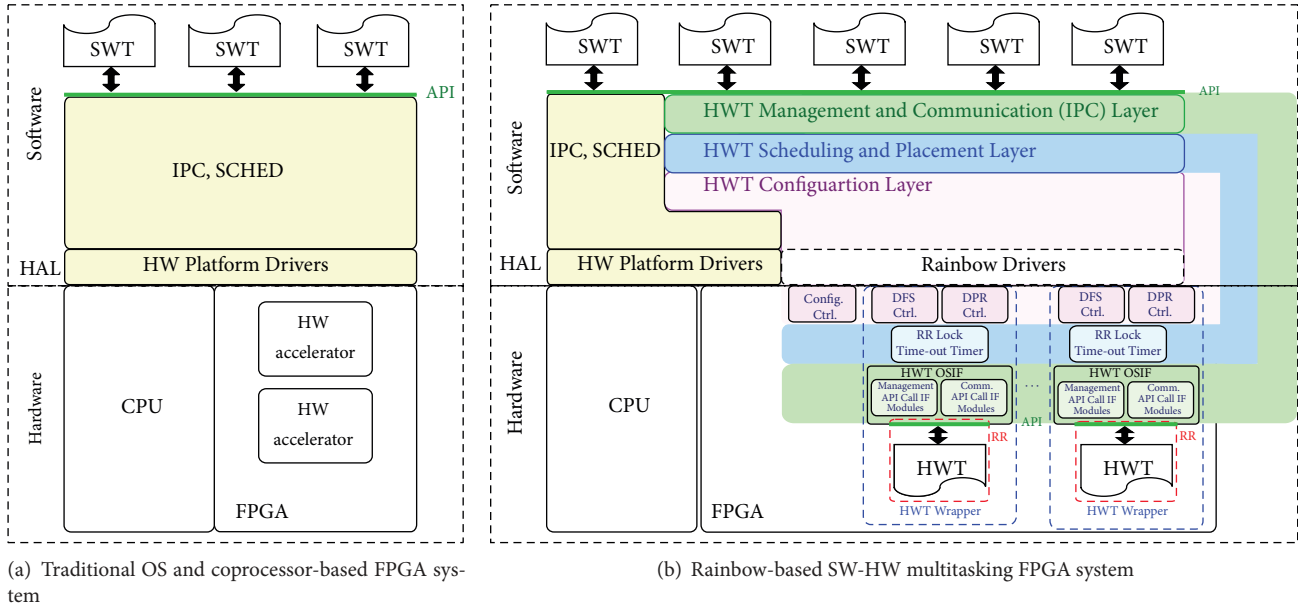 SWT
SWT
SWT
API
Software
IPC, SCHED
HAL
HW Platform Drivers
Hardware
CPU
HW
accelerator
HW
accelerator
FPGA
(a) Traditional OS and coprocessor-based FPGA sys-
tem
SWT
SWT
SWT
SWT
SWT
API
Software
IPC, SCHED
HWT Management and Communication (IPC) Layer
HWT Scheduling and Placement Layer
HWT Configuartion Layer
HAL
HW Platform Drivers
Rainbow Drivers
Hardware
CPU
FPGA
Config.
Ctrl.
DFS
Ctrl.
DPR
Ctrl.
RR Lock
Time-out Timer
HWT OSIF
Management
API Call IF
Modules
Comm.
API Call IF
Modules
API
RR
HWT
HWT Wrapper
...
DFS
Ctrl.
DPR
Ctrl.
RR Lock
Time-out Timer
HWT OSIF
Management
API Call IF
Modules
Comm.
API Call IF
Modules
RR
HWT
HWT Wrapper
(b) Rainbow-based SW-HW multitasking FPGA system